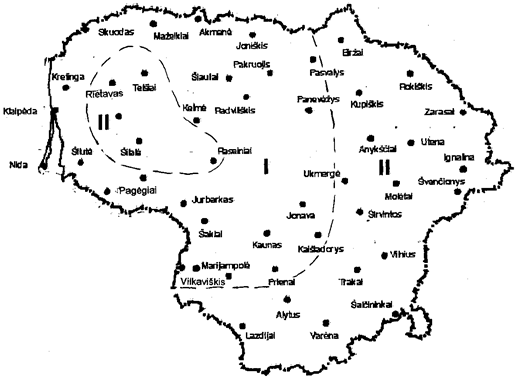 Skuodas
Mažeikiai
Akmenė
Joniškis
Biržai
Kretinga
Rietavas
Telšiai
Šiauliai
Pakruojis
Pasvalys
Rokiškis
Klaipėda
II
Kelmė
Radviliškis
Panevėžys
Kupiškis
Zarasai
Nida
Šilutė
Šilalė
Raseiniai
I
Anykščiai
Utena
Ignalina
Pagėgiai
Ukmergė
II
Molėtai
Švenčionys
Jurbarkas
Jonava
Širvintos
Šakiai
Kaunas
Kaišiadorys
Vilnius
Marijampolė
Vilkaviškis
Prienai
Trakai
Alytus
Šalčininkai
Lazdijai
Varėna